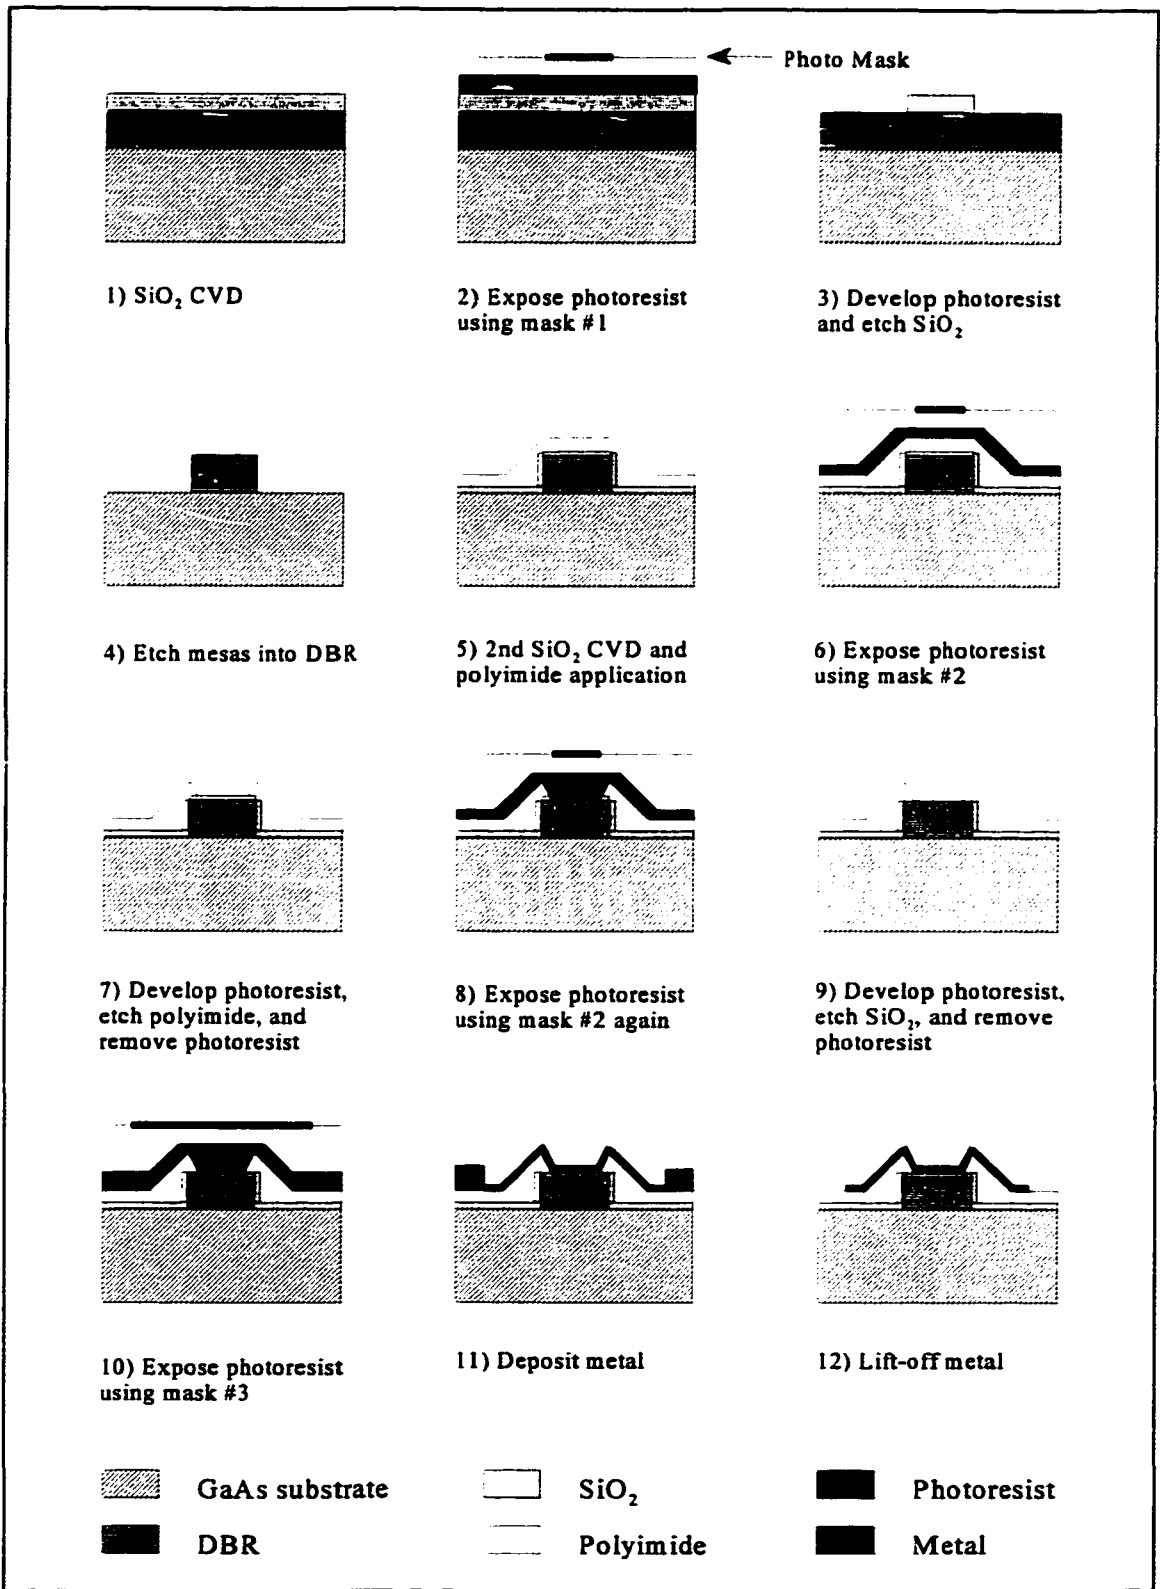 Photo Mask
1) SiO₂ CVD
2) Expose photoresist
using mask #1
3) Develop photoresist
and etch SiO₂
4) Etch mesas into DBR
5) 2nd SiO₂ CVD and
polyimide application
6) Expose photoresist
using mask #2
7) Develop photoresist,
etch polyimide, and
remove photoresist
8) Expose photoresist
using mask #2 again
9) Develop photoresist,
etch SiO₂, and remove
photoresist
10) Expose photoresist
using mask #3
11) Deposit metal
12) Lift-off metal
GaAs substrate
SiO₂
Photoresist
DBR
Polyimide
Metal